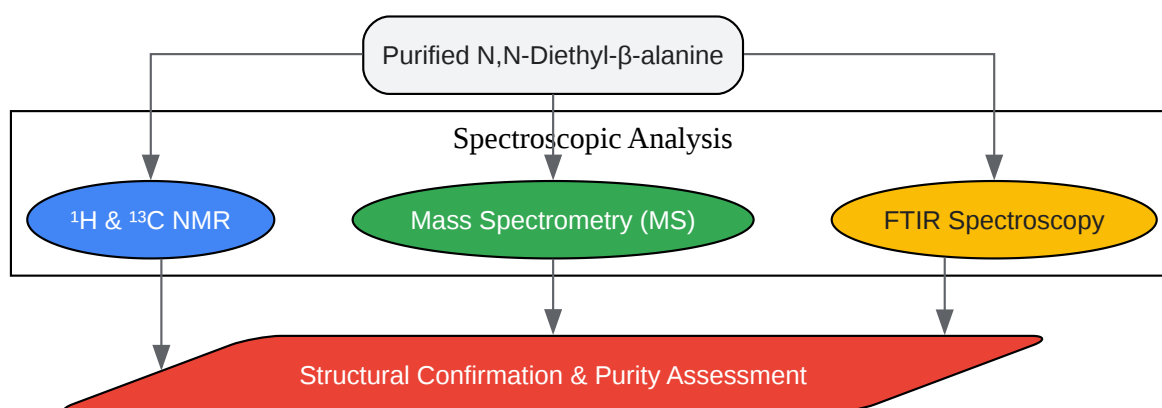 Purified N,N-Diethyl-β-alanine
Spectroscopic Analysis
¹H & ¹³C NMR
Mass Spectrometry (MS)
FTIR Spectroscopy
Structural Confirmation & Purity Assessment